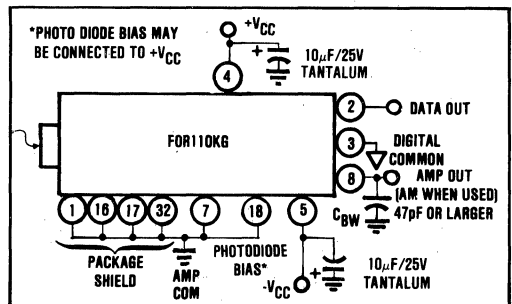 *PHOTO DIODE BIAS MAY
BE CONNECTED TO +VCC
+VCC
+
10µF/25V
TANTALUM
4
FOR110KG
2
DATA OUT
3
DIGITAL
COMMON
8
AMP OUT
(AM WHEN USED)
CBW
47pF OR LARGER
1
16
17
32
7
18
5
PACKAGE
SHIELD
AMP
COM
PHOTODIODE
BIAS*
-VCC
+
10µF/25V
TANTALUM